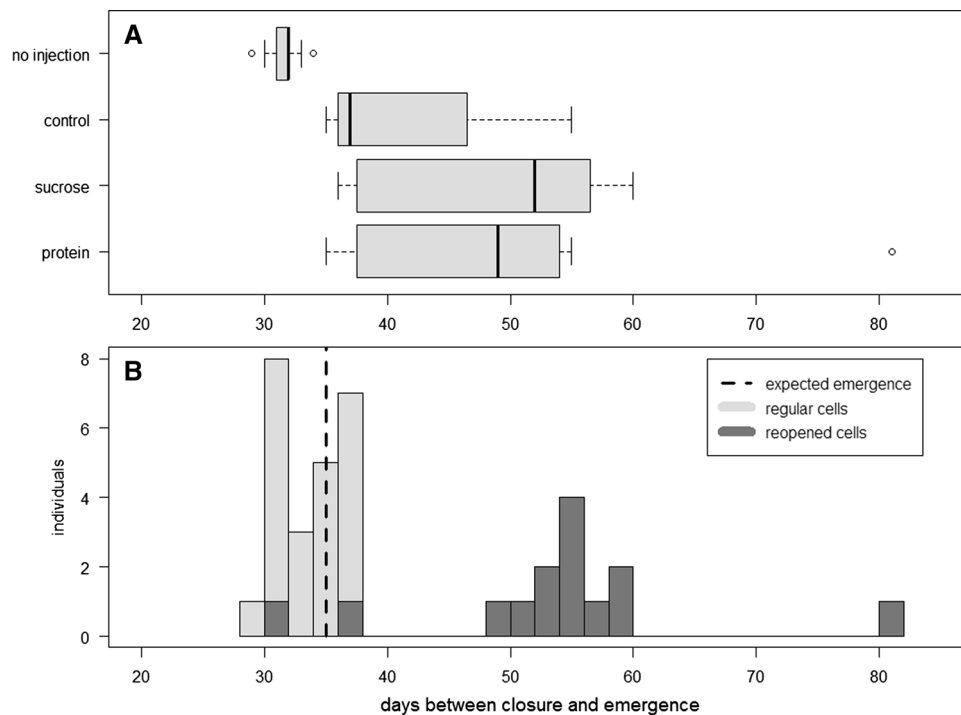 A
no injection
control
sucrose
protein
20 30 40 50 60 70 80
B
8
6
4
2
0
individuals
expected emergence
regular cells
reopened cells
20 30 40 50 60 70 80
days between closure and emergence